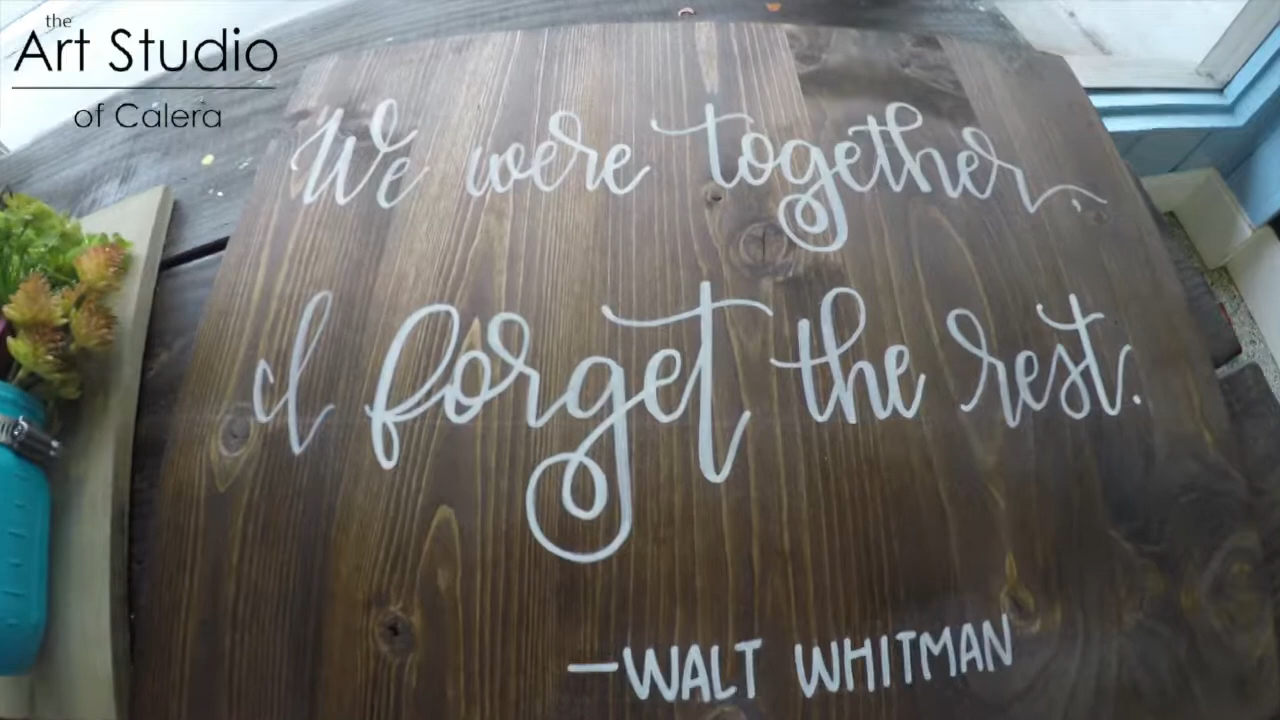 the
Art Studio
of Calera
We were together,
I forget the rest.
—WALT WHITMAN